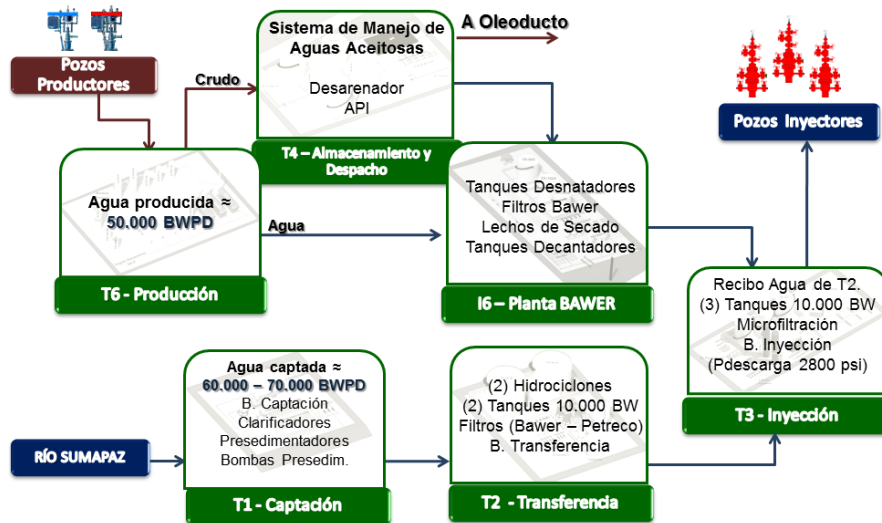 Pozos
Productores
Crudo
Sistema de Manejo de
Aguas Aceitosas
Desarenador
API
T4 – Almacenamiento y
Despacho
A Oleoducto
Pozos Inyectores
Agua producida ≈
50.000 BWPD
T6 - Producción
Agua
Tanques Desnatadores
Filtros Bawer
Lechos de Secado
Tanques Decantadores
I6 – Planta BAWER
Recibo Agua de T2.
(3) Tanques 10.000 BW
Microfiltración
B. Inyección
(Pdescarga 2800 psi)
T3 - Inyección
RÍO SUMAPAZ
Agua captada ≈
60.000 – 70.000 BWPD
B. Captación
Clarificadores
Presedimentadores
Bombas Presedim.
T1 - Captación
(2) Hidrociclones
(2) Tanques 10.000 BW
Filtros (Bawer – Petreco)
B. Transferencia
T2 - Transferencia